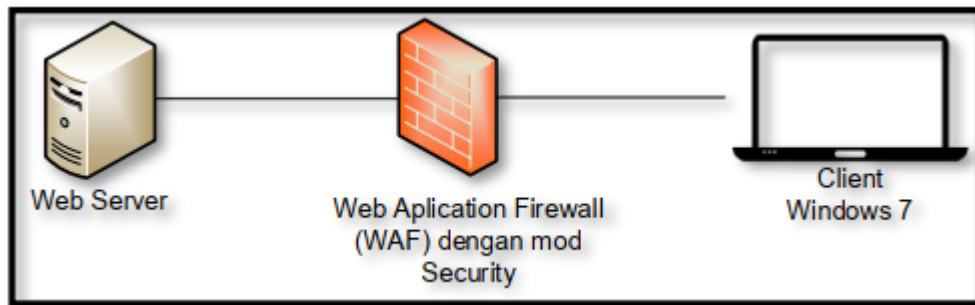 Web Server
Web Aplication Firewall
(WAF) dengan mod
Security
Client
Windows 7